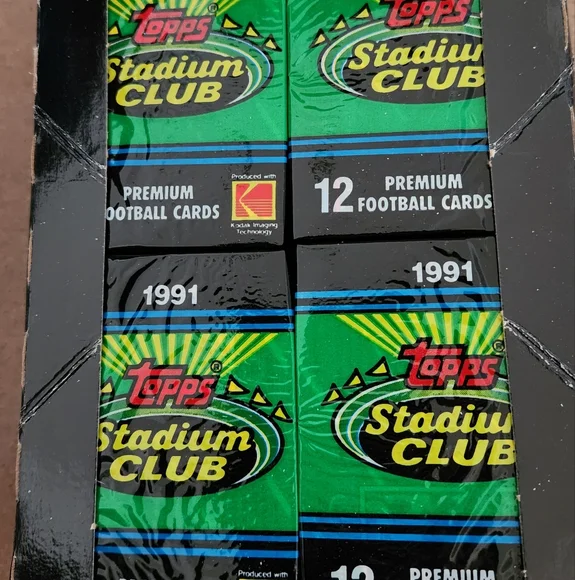 Topps®
Stadium
CLUB
PREMIUM
FOOTBALL CARDS
Produced with
Kodak Imaging
Technology
Topps
Stadium
CLUB
12 PREMIUM
FOOTBALL CARDS
1991
Topps®
Stadium
CLUB
Produced with
1991
Topps®
Stadium
CLUB
12 PREMIUM